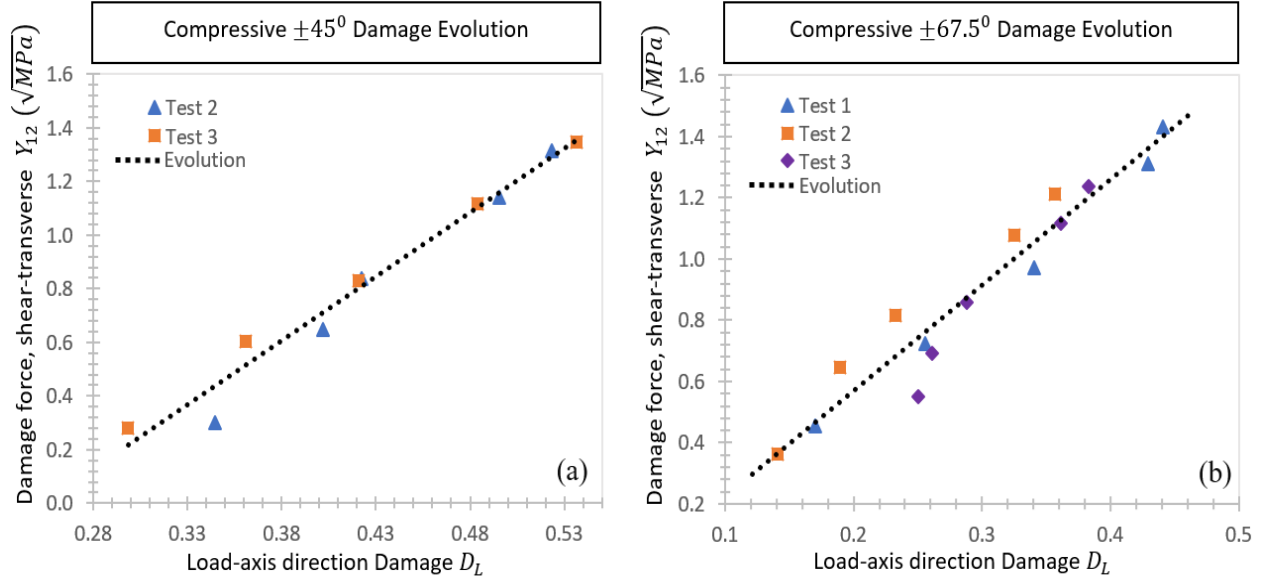 Compressive ±45⁰ Damage Evolution
Damage force, shear-transverse Y₁₂ (√MPa)
1.6
1.4
1.2
1.0
0.8
0.6
0.4
0.2
0.0
Test 2
Test 3
Evolution
(a)
0.28 0.33 0.38 0.43 0.48 0.53
Load-axis direction Damage D_L
Compressive ±67.5⁰ Damage Evolution
Damage force, shear-transverse Y₁₂ (√MPa)
1.6
1.4
1.2
1.0
0.8
0.6
0.4
0.2
Test 1
Test 2
Test 3
Evolution
(b)
0.1 0.2 0.3 0.4 0.5
Load-axis direction Damage D_L